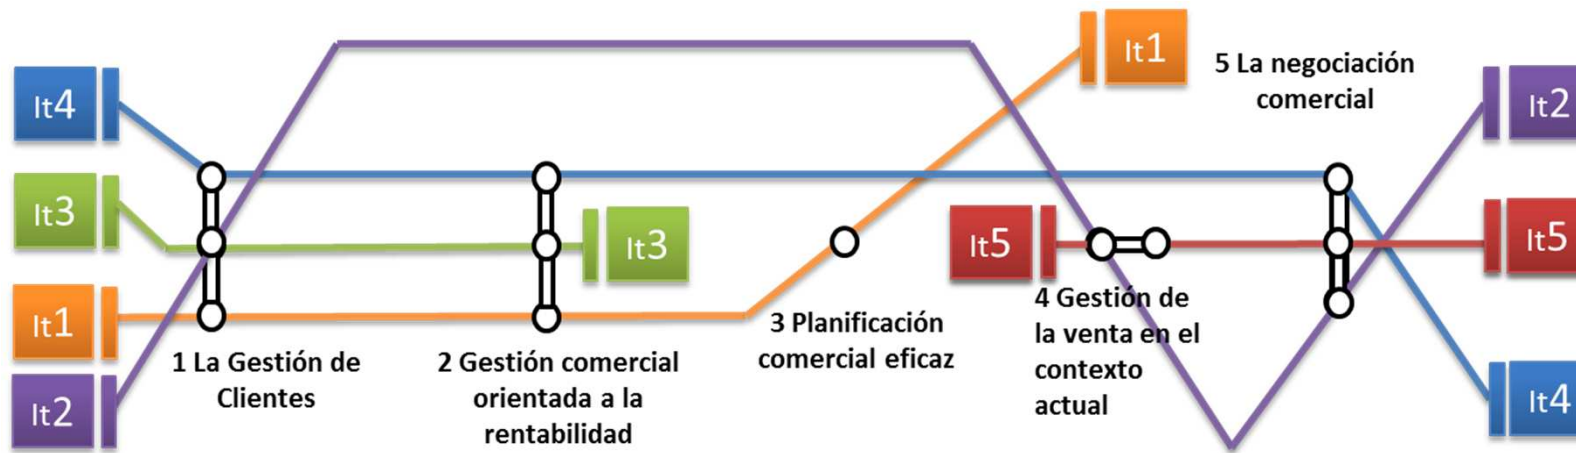 It4
It3
It1
It2
1 La Gestión de
Clientes
2 Gestión comercial
orientada a la
rentabilidad
It3
3 Planificación
comercial eficaz
It1
It5
4 Gestión de
la venta en el
contexto
actual
5 La negociación
comercial
It2
It5
It4